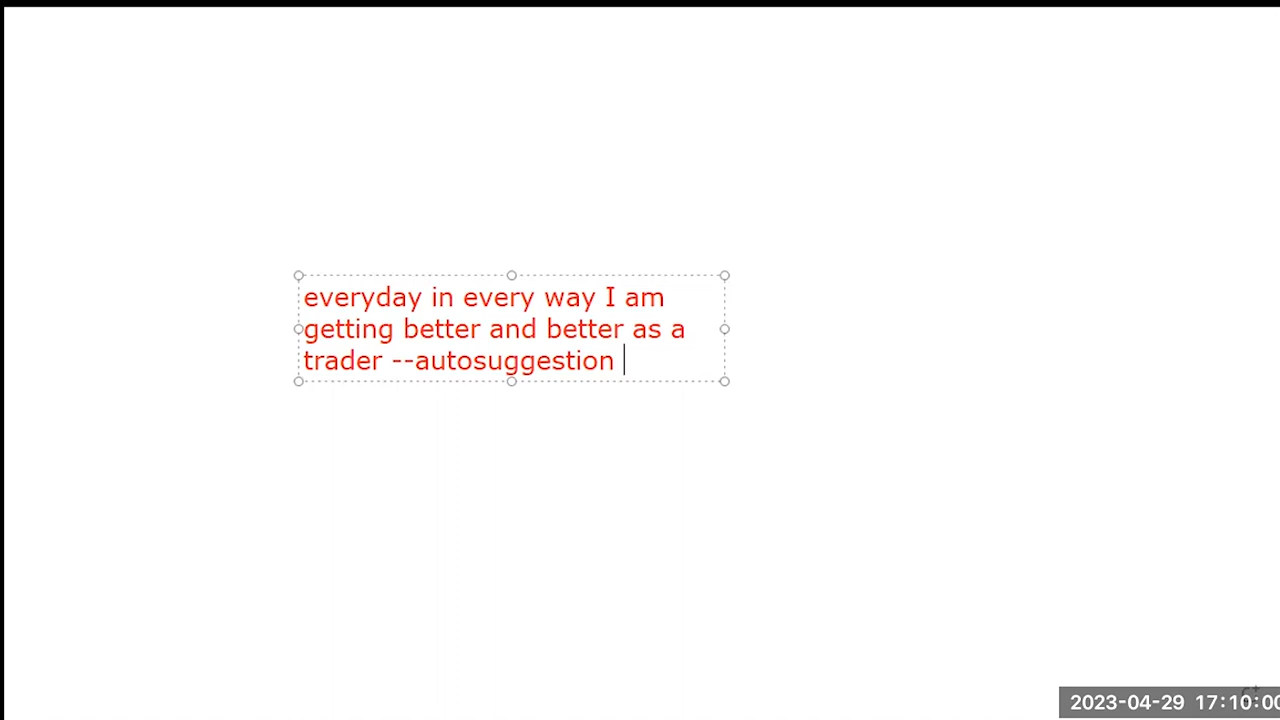 everyday in every way I am
getting better and better as a
trader --autosuggestion
2023-04-29 17:10:00